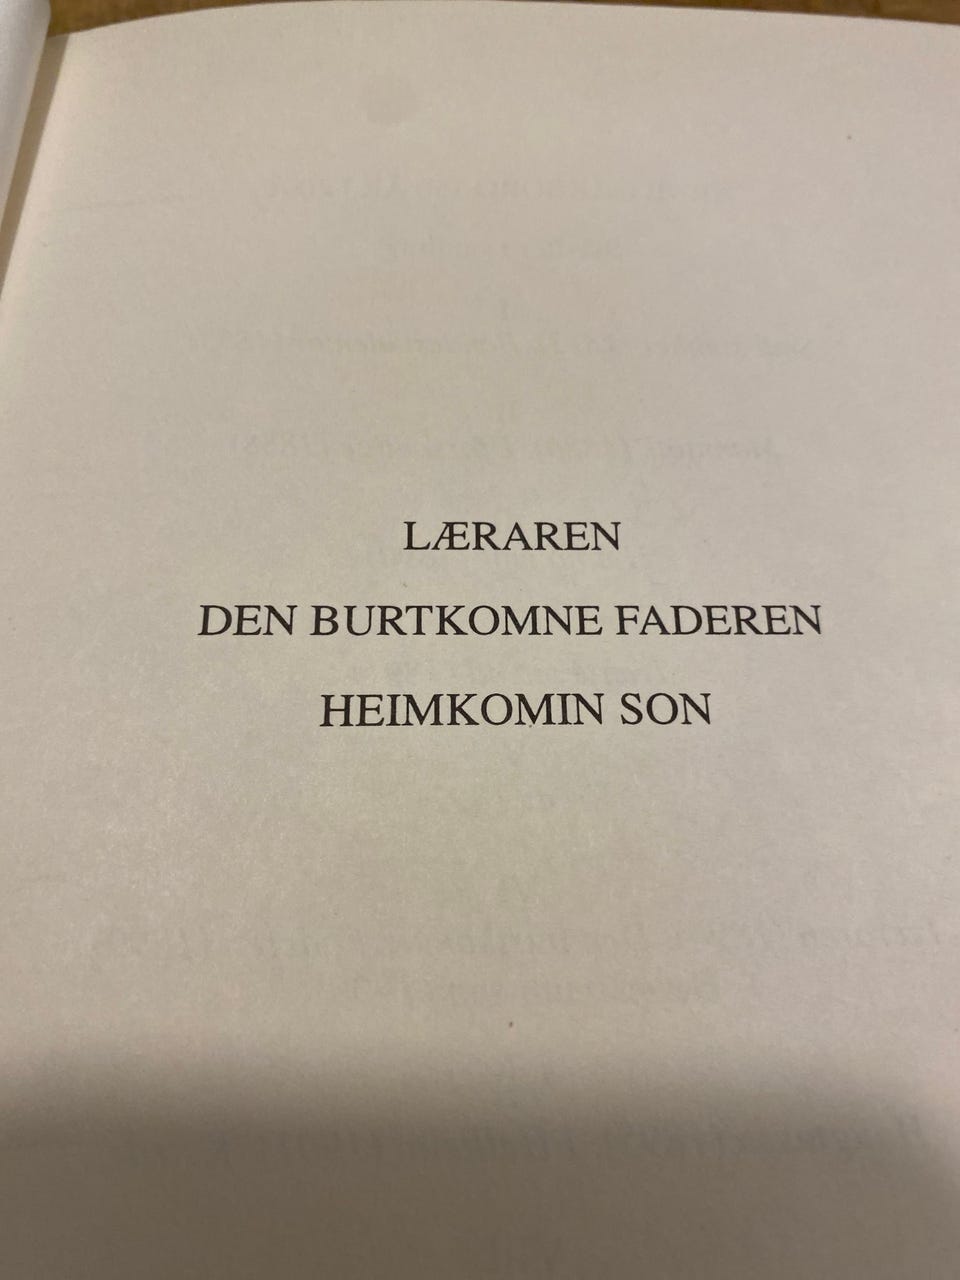 LÆRAREN
DEN BURTKOMNE FADEREN
HEIMKOMIN SON